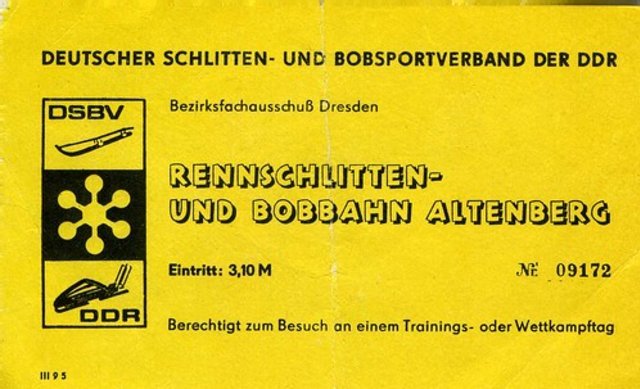 DEUTSCHER SCHLITTEN- UND BOBSPORTVERBAND DER DDR
DSBV
Bezirksfachausschuß Dresden
RENNSCHLITTEN-
UND BOBBAHN ALTENBERG
Eintritt: 3,10 M
№ 09172
DDR
Berechtigt zum Besuch an einem Trainings- oder Wettkampftag
III 9 5